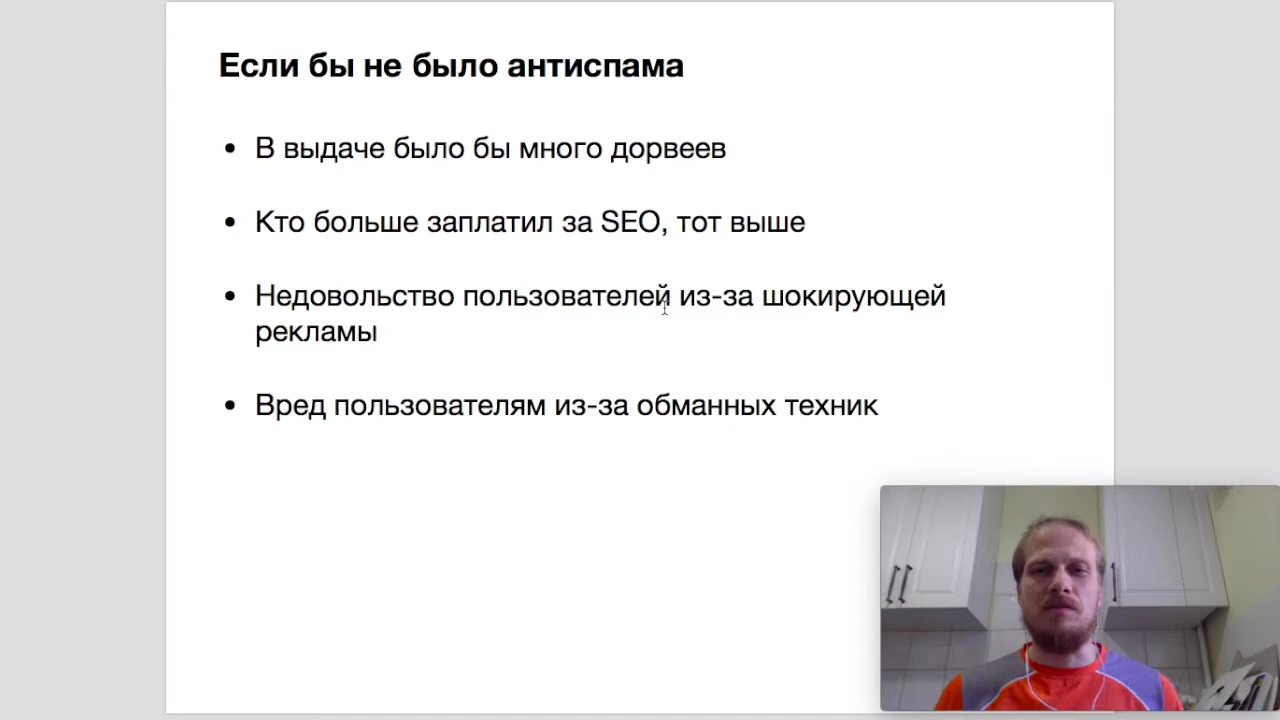 Если бы не было антиспама
• В выдаче было бы много дорвеев
• Кто больше заплатил за SEO, тот выше
• Недовольство пользователей из-за шокирующей
рекламы
• Вред пользователям из-за обманных техник